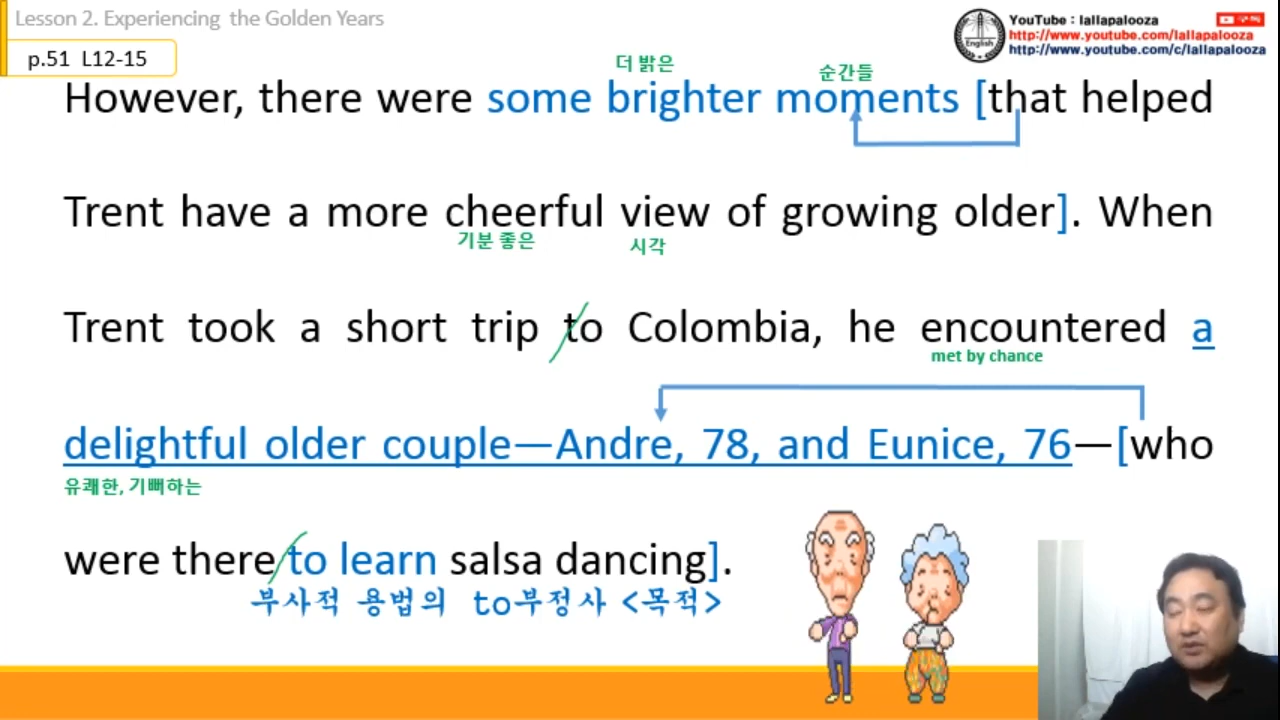 Lesson 2. Experiencing the Golden Years
p.51 L12-15
YouTube : lallapalooza
구독
http://www.youtube.com/lallapalooza
http://www.youtube.com/c/lallapalooza
English
더 밝은
순간들
However, there were some brighter moments [that helped
Trent have a more cheerful view of growing older]. When
기분 좋은
시각
Trent took a short trip to Colombia, he encountered a
met by chance
delightful older couple—Andre, 78, and Eunice, 76—[who
유쾌한, 기뻐하는
were there to learn salsa dancing].
부사적 용법의 to부정사 <목적>